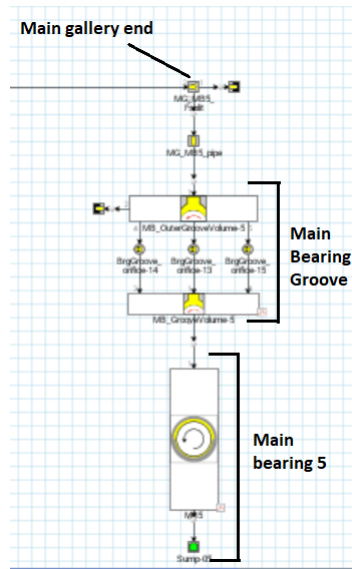 Main gallery end
MG_MB5_
MG_MB5_pipe
MB_OuterGrooveVolume-5
BrgGroove_ BrgGroove_ BrgGroove_
orifice-14 orifice-13 orifice-15
Main
Bearing
Groove
MB_GrooveVolume-5
Main
bearing 5
Sump-05